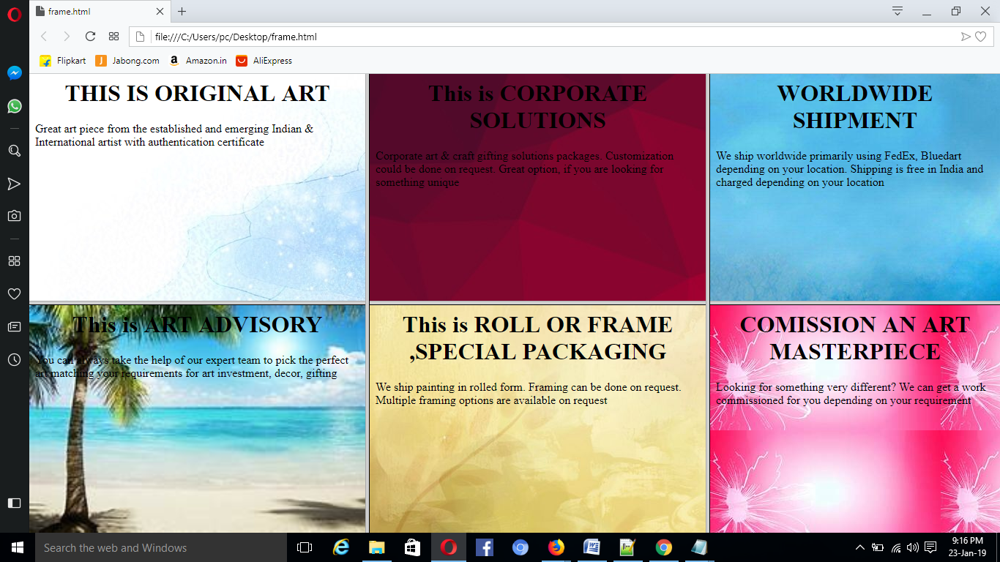 frame.html
file:///C:/Users/pc/Desktop/frame.html
Flipkart Jabong.com Amazon.in AliExpress
THIS IS ORIGINAL ART
Great art piece from the established and emerging Indian &
International artist with authentication certificate
This is CORPORATE
SOLUTIONS
Corporate art & craft gifting solutions packages. Customization
could be done on request. Great option, if you are looking for
something unique
WORLDWIDE
SHIPMENT
We ship worldwide primarily using FedEx, Bluedart
depending on your location. Shipping is free in India and
charged depending on your location
This is ART ADVISORY
You can always take the help of our expert team to pick the perfect
art matching your requirements for art investment, decor, gifting
This is ROLL OR FRAME
,SPECIAL PACKAGING
We ship painting in rolled form. Framing can be done on request.
Multiple framing options are available on request
COMISSION AN ART
MASTERPIECE
Looking for something very different? We can get a work
commissioned for you depending on your requirement
Search the web and Windows
9:16 PM
23-Jan-19